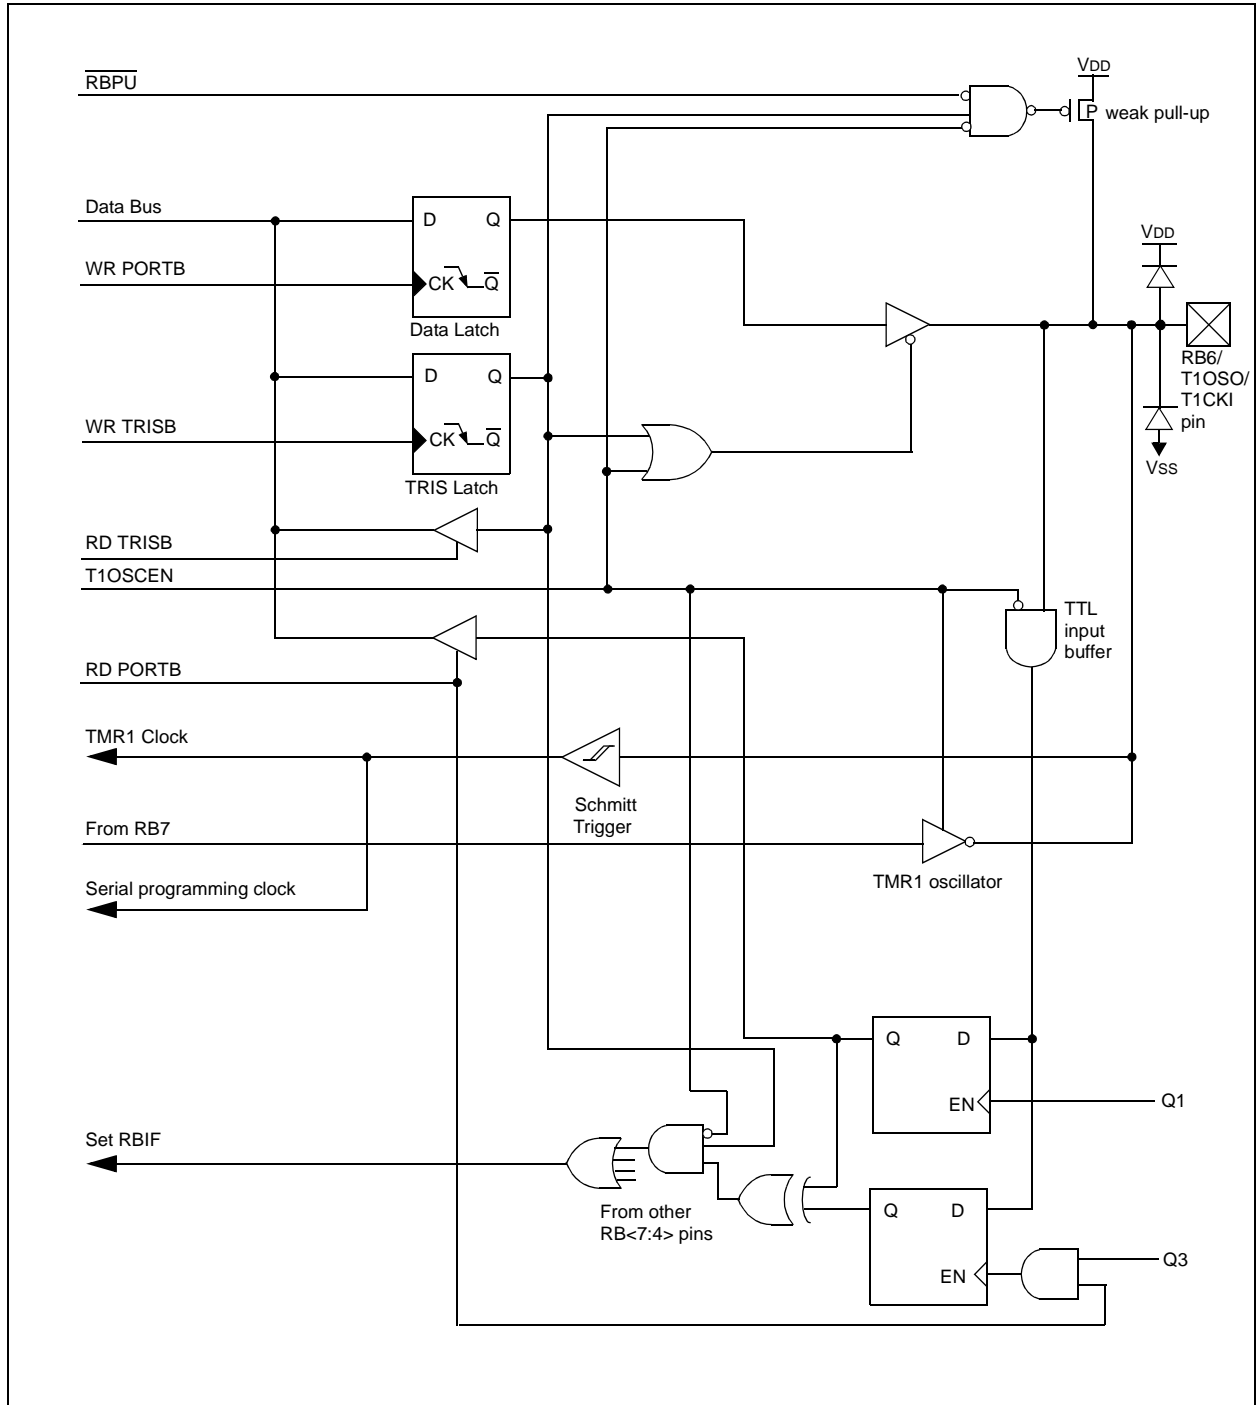 RBPU
VDD
P weak pull-up
Data Bus
D Q
VDD
WR PORTB
CK Q
Data Latch
D Q
RB6/
T1OSO/
T1CKI
pin
WR TRISB
CK Q
VSS
TRIS Latch
RD TRISB
T1OSCEN
TTL
input
buffer
RD PORTB
TMR1 Clock
Schmitt
Trigger
From RB7
TMR1 oscillator
Serial programming clock
Q D
EN
Q1
Set RBIF
From other
RB<7:4> pins
Q D
EN
Q3